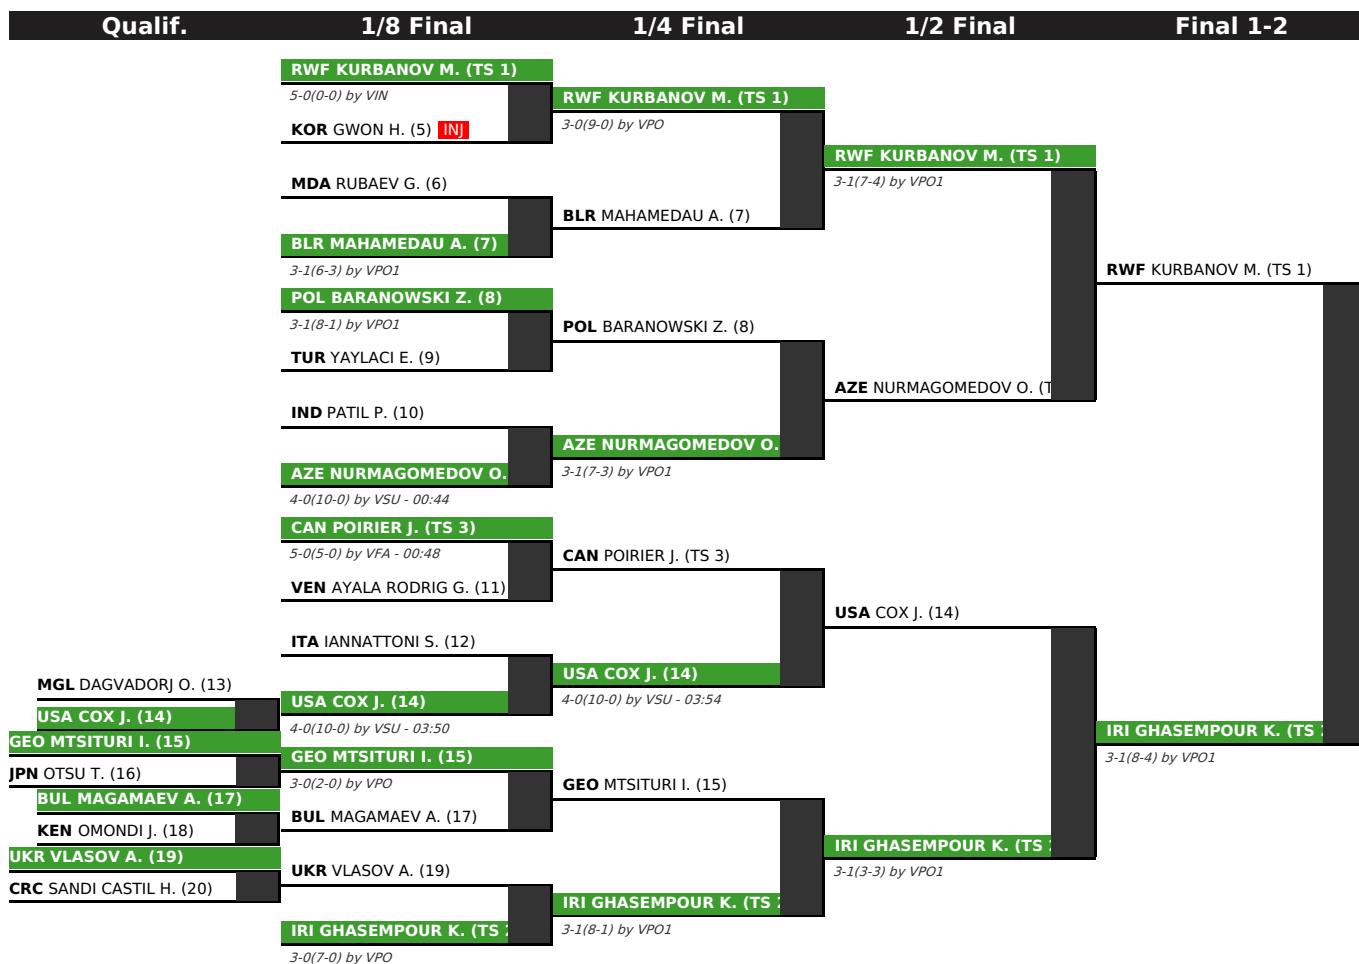 Qualif.
1/8 Final
1/4 Final
1/2 Final
Final 1-2
MGL DAGVADORJ O. (13)
USA COX J. (14)
GEO MTSITURI I. (15)
JPN OTSU T. (16)
BUL MAGAMAEV A. (17)
KEN OMONDI J. (18)
UKR VLASOV A. (19)
CRC SANDI CASTIL H. (20)
RWF KURBANOV M. (TS 1)
5-0(0-0) by VIN
KOR GWON H. (5) INJ
MDA RUBAEV G. (6)
BLR MAHAMEDAU A. (7)
3-1(6-3) by VPO1
POL BARANOWSKI Z. (8)
3-1(8-1) by VPO1
TUR YAYLACI E. (9)
IND PATIL P. (10)
AZE NURMAGOMEDOV O.
4-0(10-0) by VSU - 00:44
CAN POIRIER J. (TS 3)
5-0(5-0) by VFA - 00:48
VEN AYALA RODRIG G. (11)
ITA IANNATTONI S. (12)
USA COX J. (14)
4-0(10-0) by VSU - 03:50
GEO MTSITURI I. (15)
3-0(2-0) by VPO
BUL MAGAMAEV A. (17)
UKR VLASOV A. (19)
IRI GHASEMPOUR K. (TS 2
3-0(7-0) by VPO
RWF KURBANOV M. (TS 1)
3-0(9-0) by VPO
BLR MAHAMEDAU A. (7)
POL BARANOWSKI Z. (8)
AZE NURMAGOMEDOV O.
3-1(7-3) by VPO1
CAN POIRIER J. (TS 3)
USA COX J. (14)
4-0(10-0) by VSU - 03:54
GEO MTSITURI I. (15)
IRI GHASEMPOUR K. (TS 2
3-1(8-1) by VPO1
RWF KURBANOV M. (TS 1)
3-1(7-4) by VPO1
AZE NURMAGOMEDOV O. (T
USA COX J. (14)
IRI GHASEMPOUR K. (TS 2
3-1(3-3) by VPO1
RWF KURBANOV M. (TS 1)
IRI GHASEMPOUR K. (TS 2
3-1(8-4) by VPO1